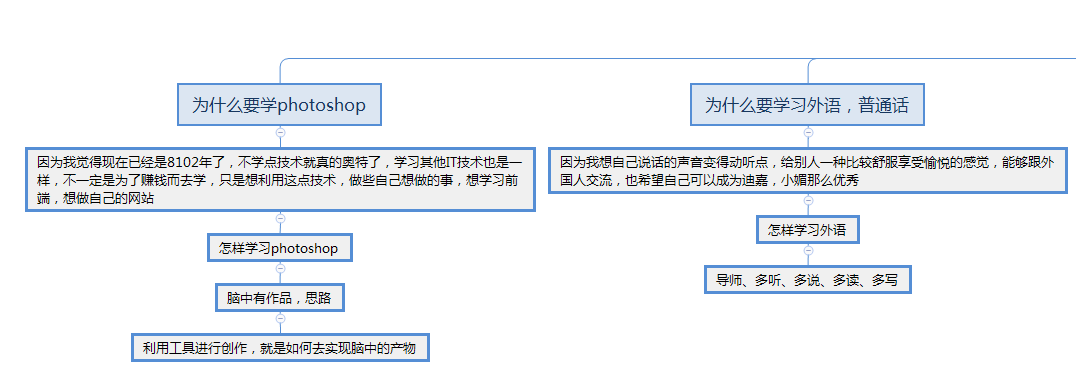 为什么要学photoshop
因为我觉得现在已经是8102年了，不学点技术就真的奥特了，学习其他IT技术也是一
样，不一定是为了赚钱而去学，只是想利用这点技术，做些自己想做的事，想学习前
端，想做自己的网站
怎样学习photoshop
脑中有作品，思路
利用工具进行创作，就是如何去实现脑中的产物
为什么要学习外语，普通话
因为我想自己说话的声音变得动听点，给别人一种比较舒服享受愉悦的感觉，能够跟外
国人交流，也希望自己可以成为迪嘉，小媚那么优秀
怎样学习外语
导师、多听、多说、多读、多写